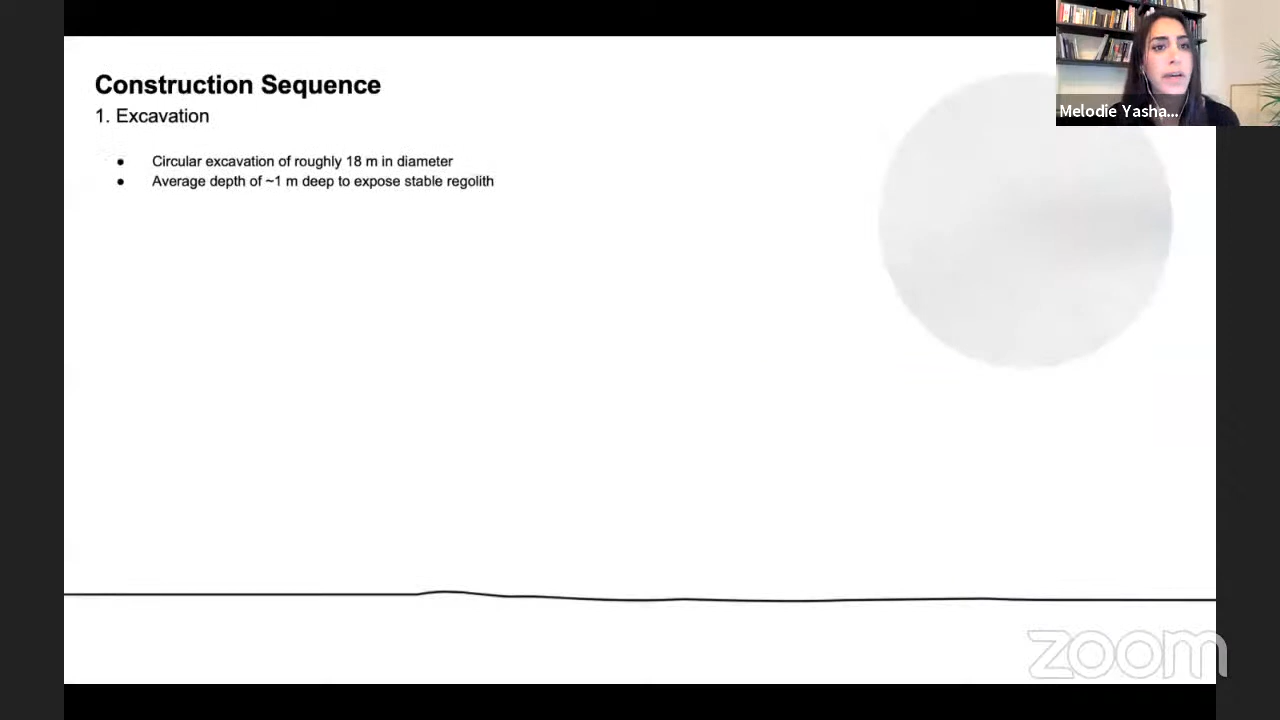 Construction Sequence
1. Excavation
● Circular excavation of roughly 18 m in diameter
● Average depth of ~1 m deep to expose stable regolith
Melodie Yasha...
zoom